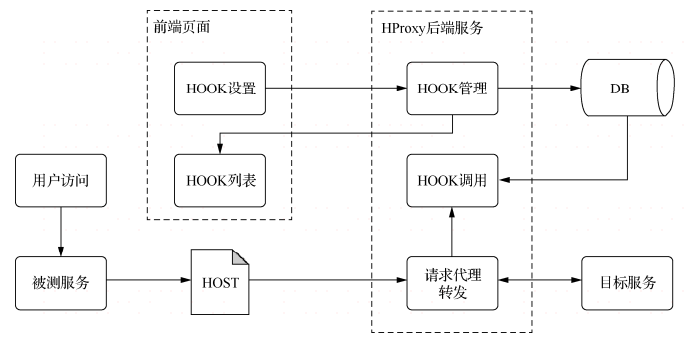 前端页面
HProxy后端服务
HOOK设置
HOOK管理
DB
用户访问
HOOK列表
HOOK调用
被测服务
HOST
请求代理
转发
目标服务